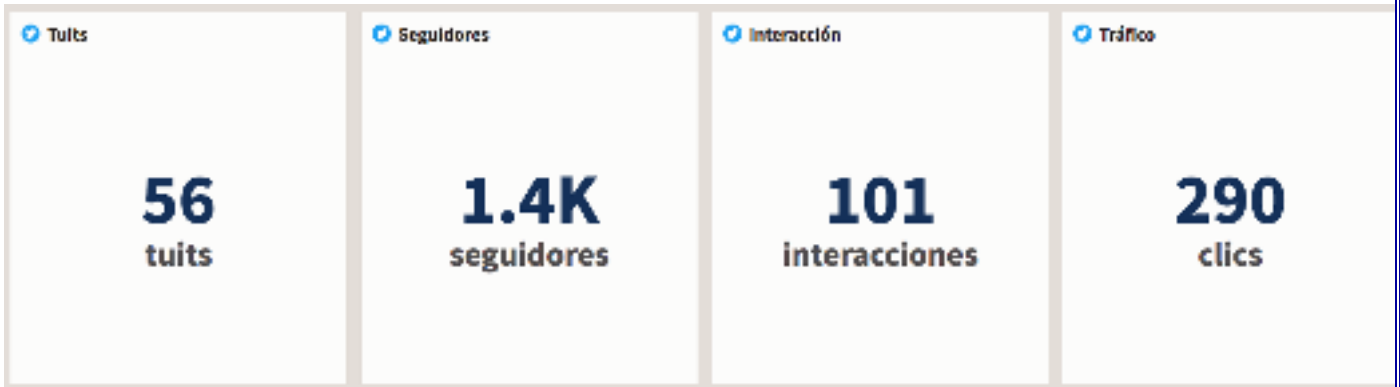 Tuits
Seguidores
Interacción
Tráfico
56
tuits
1.4K
seguidores
101
interacciones
290
clics